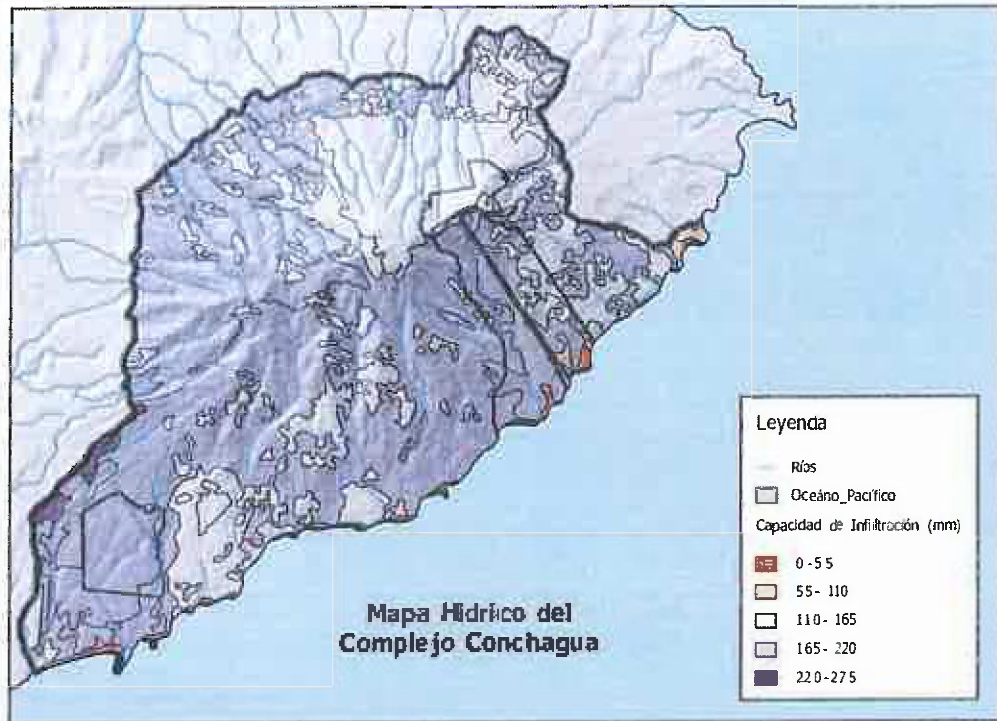 Mapa Hídrico del
Complejo Conchagua
Leyenda
Ríos
Oceáno_Pacífico
Capacidad de Infiltración (mm)
0-55
55- 110
110- 165
165- 220
220-275